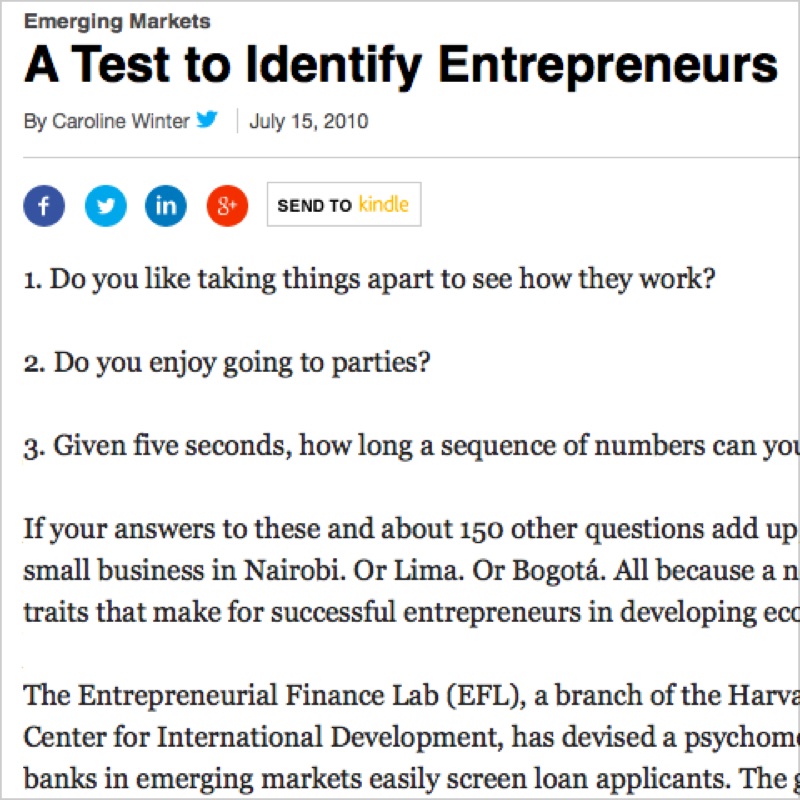 Emerging Markets
A Test to Identify Entrepreneurs
By Caroline Winter July 15, 2010
f in g+ SEND TO kindle
1. Do you like taking things apart to see how they work?
2. Do you enjoy going to parties?
3. Given five seconds, how long a sequence of numbers can you
If your answers to these and about 150 other questions add up
small business in Nairobi. Or Lima. Or Bogotá. All because a n
traits that make for successful entrepreneurs in developing eco
The Entrepreneurial Finance Lab (EFL), a branch of the Harva
Center for International Development, has devised a psychome
banks in emerging markets easily screen loan applicants. The g